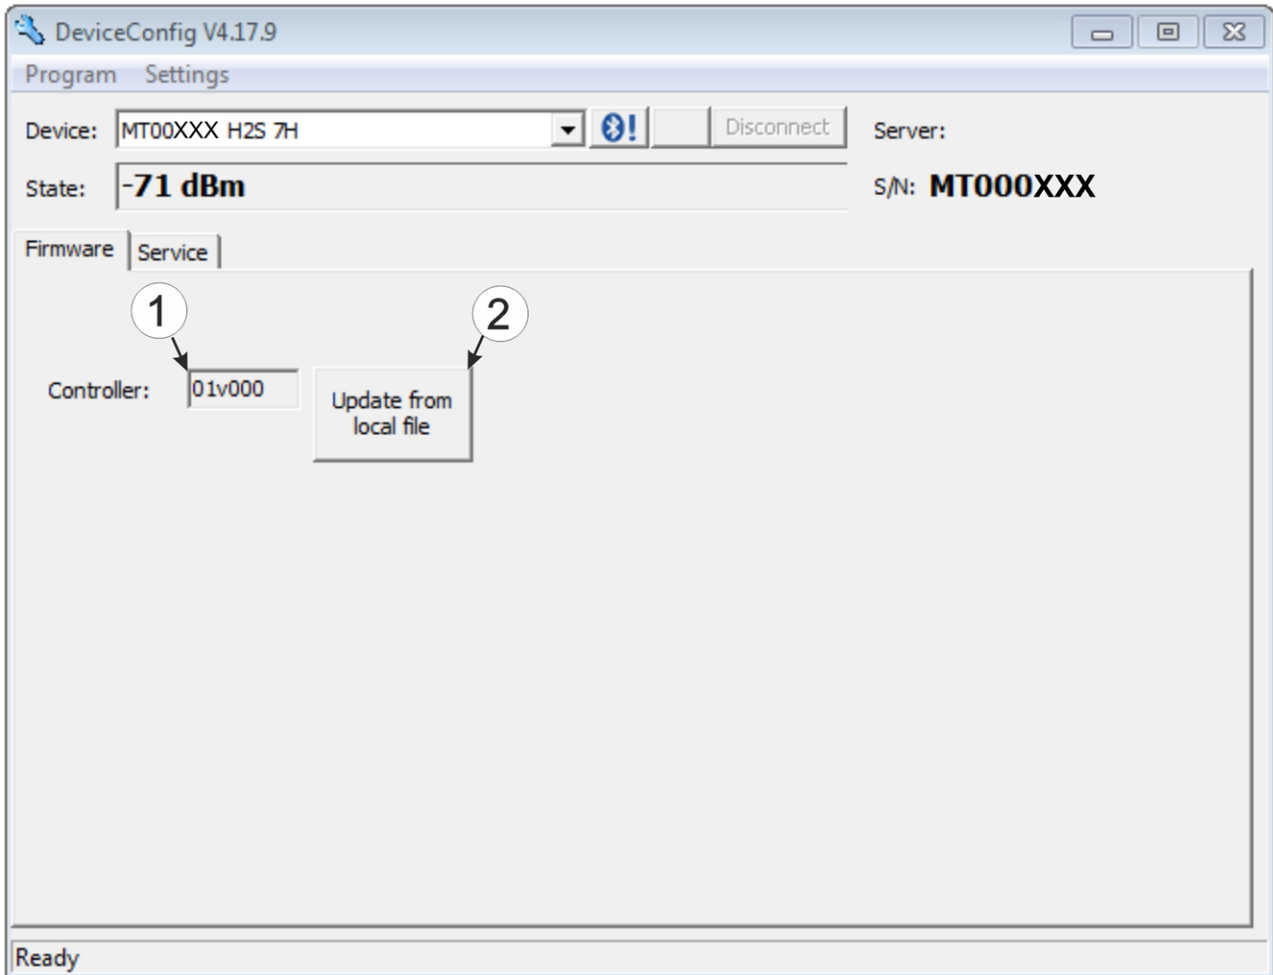 DeviceConfig V4.17.9
Program Settings
Device: MT00XXX H2S 7H Disconnect Server:
State: -71 dBm S/N: MT000XXX
Firmware Service
1 2
Controller: 01v000 Update from
local file
Ready